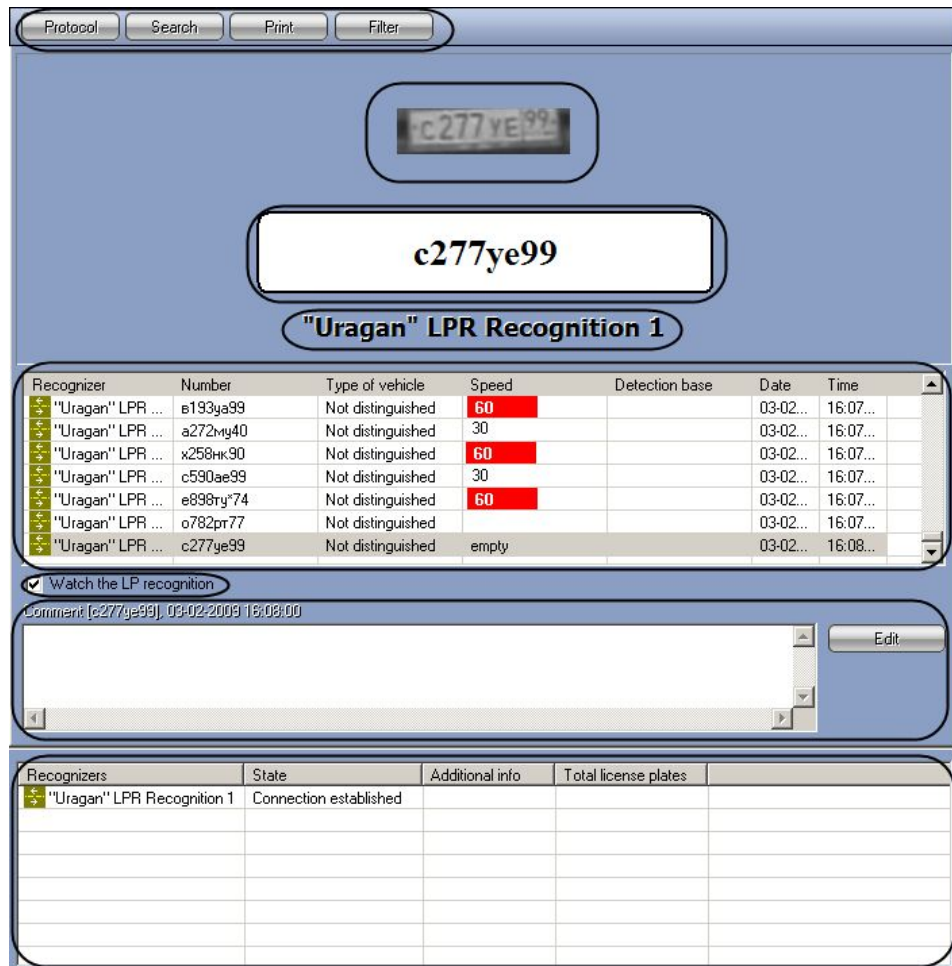 Protocol Search Print Filter
c277YE 99
c277ye99
"Uragan" LPR Recognition 1
Recognizer Number Type of vehicle Speed Detection base Date Time
"Uragan" LPR ... в193уа99 Not distinguished 60 03-02... 16:07...
"Uragan" LPR ... а272му40 Not distinguished 30 03-02... 16:07...
"Uragan" LPR ... х258нк90 Not distinguished 60 03-02... 16:07...
"Uragan" LPR ... с590ае99 Not distinguished 30 03-02... 16:07...
"Uragan" LPR ... е898ту*74 Not distinguished 60 03-02... 16:07...
"Uragan" LPR ... о782рт77 Not distinguished 03-02... 16:07...
"Uragan" LPR ... c277ye99 Not distinguished empty 03-02... 16:08...
Watch the LP recognition
Comment [c277ye99], 03-02-2009 16:08:00
Edit
Recognizers State Additional info Total license plates
"Uragan" LPR Recognition 1 Connection established